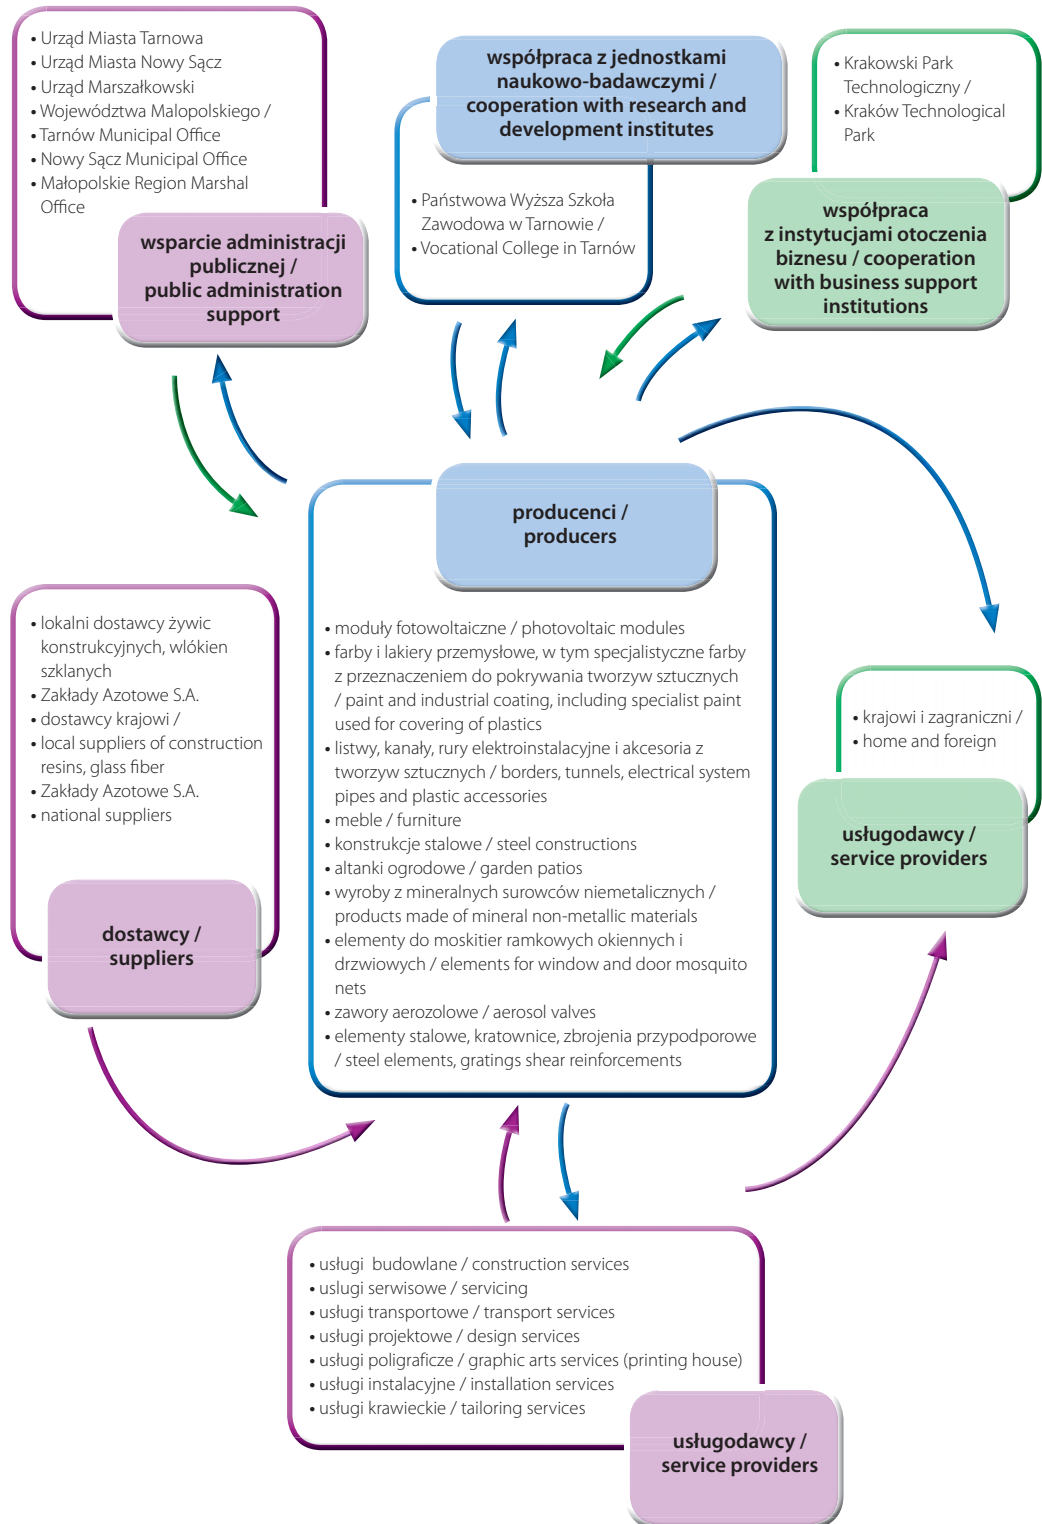 • Urząd Miasta Tarnowa
• Urząd Miasta Nowy Sącz
• Urząd Marszałkowski
• Województwa Malopolskiego /
• Tarnów Municipal Office
• Nowy Sącz Municipal Office
• Małopolskie Region Marshal
Office
wsparcie administracji
publicznej /
public administration
support
współpraca z jednostkami
naukowo-badawczymi /
cooperation with research and
development institutes
• Państwowa Wyższa Szkoła
Zawodowa w Tarnowie /
• Vocational College in Tarnów
• Krakowski Park
Technologiczny /
• Kraków Technological
Park
współpraca
z instytucjami otoczenia
biznesu / cooperation
with business support
institutions
producenci /
producers
• moduły fotowoltaiczne / photovoltaic modules
• farby i lakiery przemysłowe, w tym specjalistyczne farby
z przeznaczeniem do pokrywania tworzyw sztucznych
/ paint and industrial coating, including specialist paint
used for covering of plastics
• listwy, kanały, rury elektroinstalacyjne i akcesoria z
tworzyw sztucznych / borders, tunnels, electrical system
pipes and plastic accessories
• meble / furniture
• konstrukcje stalowe / steel constructions
• altanki ogrodowe / garden patios
• wyroby z mineralnych surowców niemetalicznych /
products made of mineral non-metallic materials
• elementy do moskitier ramkowych okiennych i
drzwiowych / elements for window and door mosquito
nets
• zawory aerozolowe / aerosol valves
• elementy stalowe, kratownice, zbrojenia przypodporowe
/ steel elements, gratings shear reinforcements
• lokalni dostawcy żywic
konstrukcyjnych, wlókien
szklanych
• Zakłady Azotowe S.A.
• dostawcy krajowi /
• local suppliers of construction
resins, glass fiber
• Zakłady Azotowe S.A.
• national suppliers
dostawcy /
suppliers
• krajowi i zagraniczni /
• home and foreign
usługodawcy /
service providers
• usługi  budowlane / construction services
• uslugi serwisowe / servicing
• usługi transportowe / transport services
• usługi projektowe / design services
• usługi poligraficze / graphic arts services (printing house)
• usługi instalacyjne / installation services
• usługi krawieckie / tailoring services
usługodawcy /
service providers